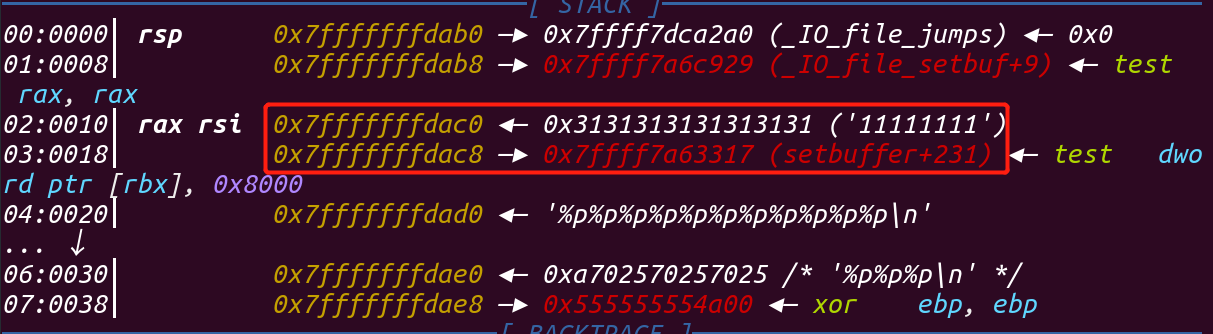 [ STACK ]
00:0000│ rsp 0x7fffffffdab0 —▸ 0x7ffff7dca2a0 (_IO_file_jumps) ◂— 0x0
01:0008│ 0x7fffffffdab8 —▸ 0x7ffff7a6c929 (_IO_file_setbuf+9) ◂— test
rax, rax
02:0010│ rax rsi 0x7fffffffdac0 ◂— 0x3131313131313131 ('11111111')
03:0018│ 0x7fffffffdac8 —▸ 0x7ffff7a63317 (setbuffer+231) ◂— test dwo
rd ptr [rbx], 0x8000
04:0020│ 0x7fffffffdad0 ◂— '%p%p%p%p%p%p%p%p%p%p%p\n'
... ↓
06:0030│ 0x7fffffffdae0 ◂— 0xa702570257025 /* '%p%p%p\n' */
07:0038│ 0x7fffffffdae8 —▸ 0x555555554a00 ◂— xor ebp, ebp
[ BACKTRACE ]